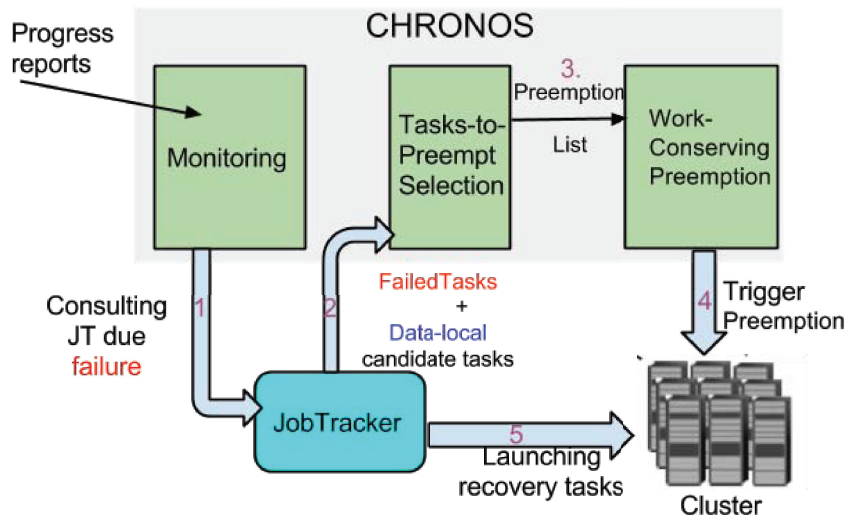 CHRONOS
Progress
reports
Monitoring
Tasks-to-
Preempt
Selection
3.
Preemption
List
Work-
Conserving
Preemption
1
Consulting
JT due
failure
2
FailedTasks
+
Data-local
candidate tasks
4
Trigger
Preemption
JobTracker
5
Launching
recovery tasks
Cluster